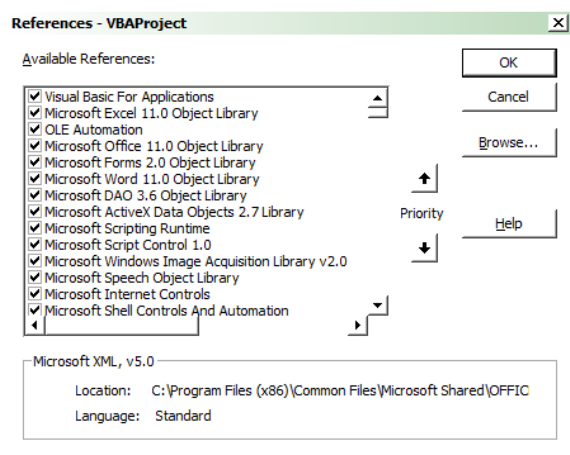 References - VBAProject
Available References:
Visual Basic For Applications
Microsoft Excel 11.0 Object Library
OLE Automation
Microsoft Office 11.0 Object Library
Microsoft Forms 2.0 Object Library
Microsoft Word 11.0 Object Library
Microsoft DAO 3.6 Object Library
Microsoft ActiveX Data Objects 2.7 Library
Microsoft Scripting Runtime
Microsoft Script Control 1.0
Microsoft Windows Image Acquisition Library v2.0
Microsoft Speech Object Library
Microsoft Internet Controls
Microsoft Shell Controls And Automation
Priority
OK
Cancel
Browse...
Help
Microsoft XML, v5.0
Location: C:\Program Files (x86)\Common Files\Microsoft Shared\OFFIC
Language: Standard